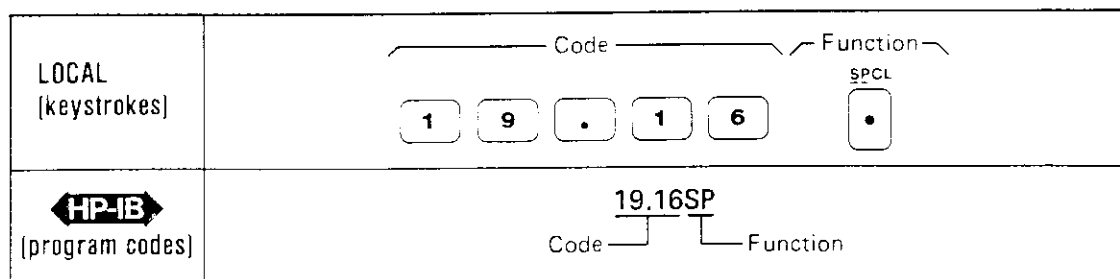 LOCAL
(keystrokes)
Code
Function
SPCL
1 9 . 1 6
HP-IB
(program codes)
19.16SP
Code
Function